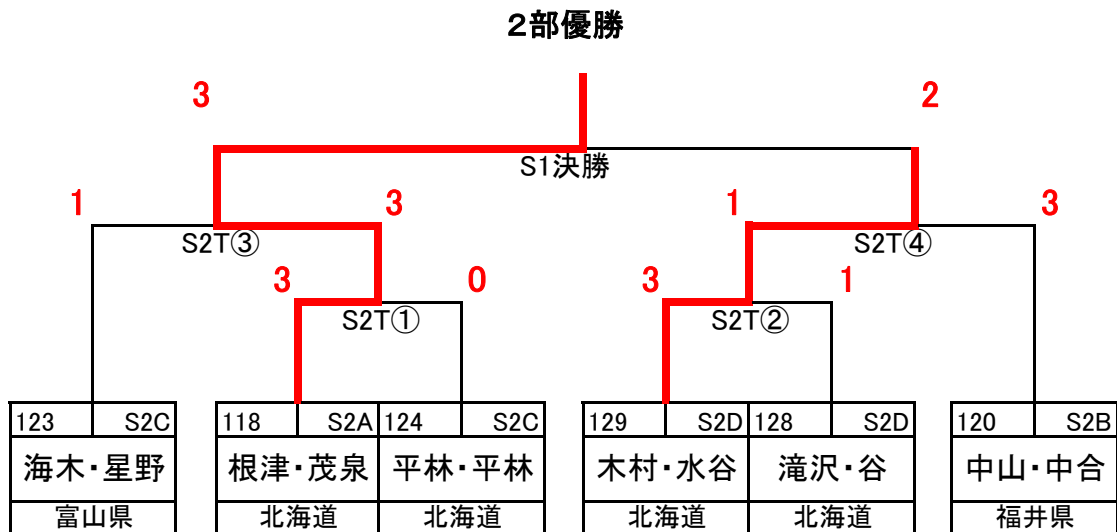 2部優勝
3 2
S1決勝
1 3 1 3
S2T③ S2T④
3 0 3 1
S2T① S2T②
123 S2C 118 S2A 124 S2C 129 S2D 128 S2D 120 S2B
海木・星野 根津・茂泉 平林・平林 木村・水谷 滝沢・谷 中山・中合
富山県 北海道 北海道 北海道 北海道 福井県